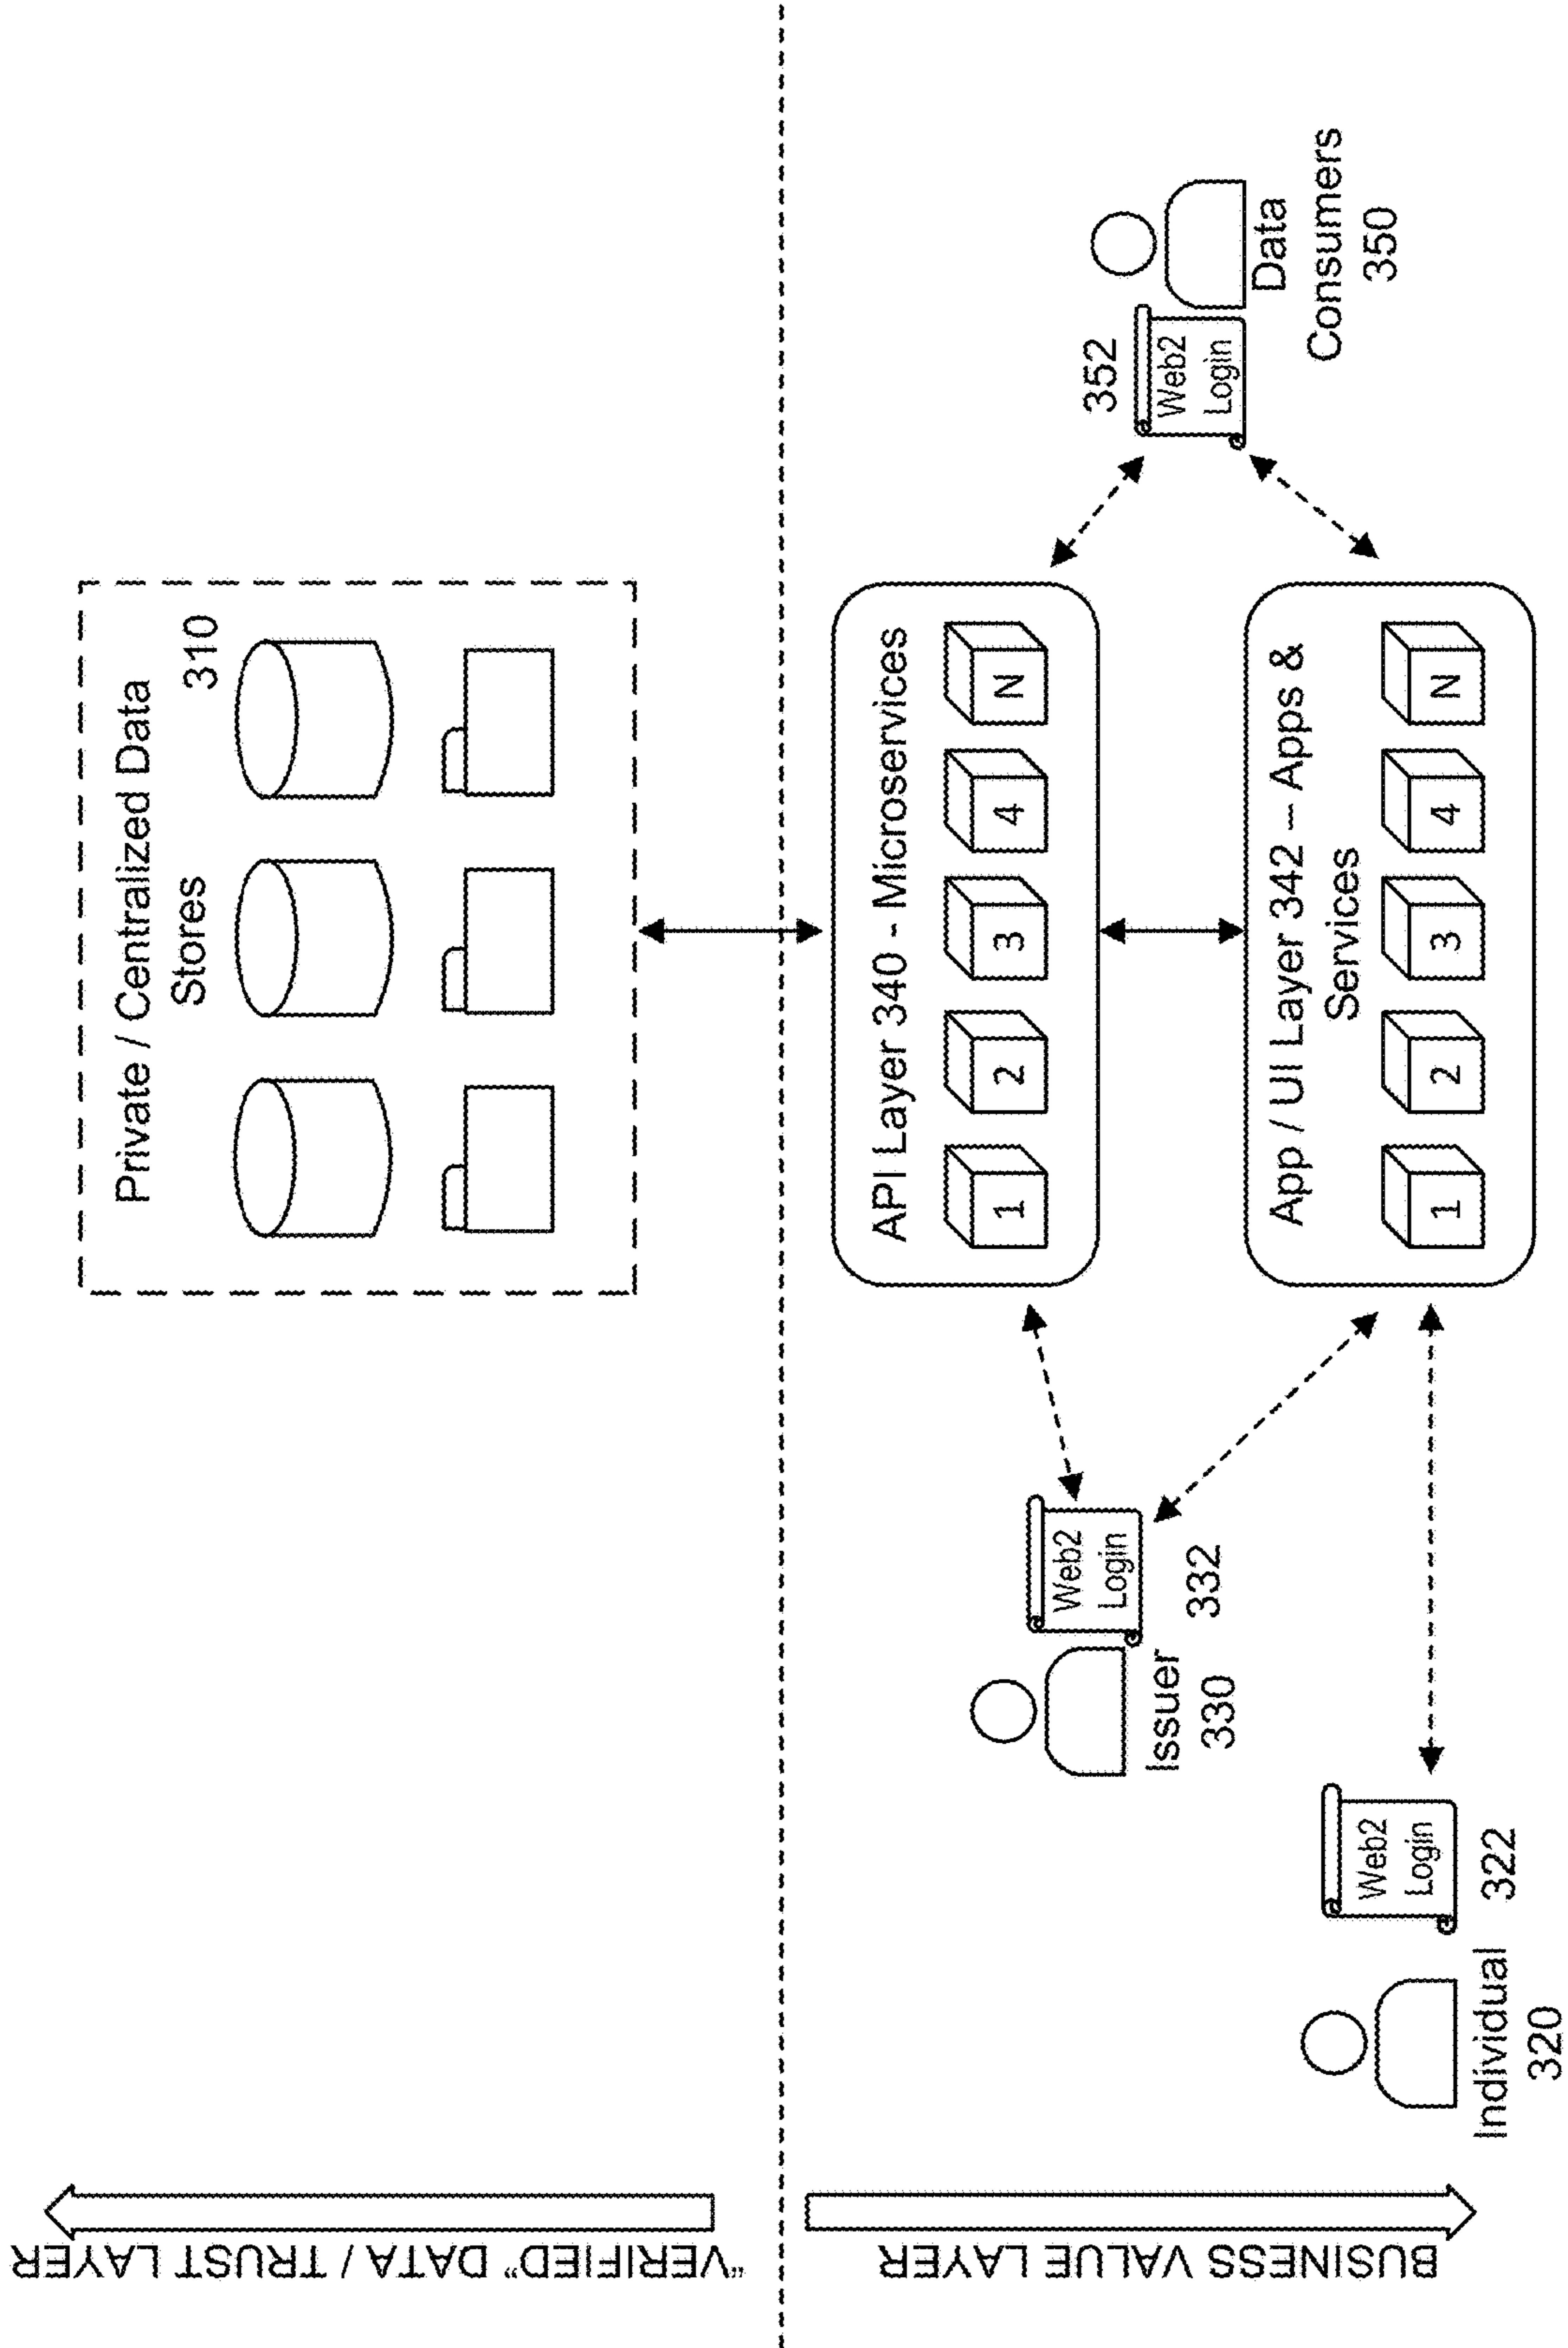 "VERIFIED" DATA / TRUST LAYER
BUSINESS VALUE LAYER
Private / Centralized Data
Stores
310
API Layer 340 - Microservices
1
2
3
4
N
App / UI Layer 342 – Apps &
Services
1
2
3
4
N
Individual
320
Web2
Login
322
Issuer
330
Web2
Login
332
352
Web2
Login
Data
Consumers
350